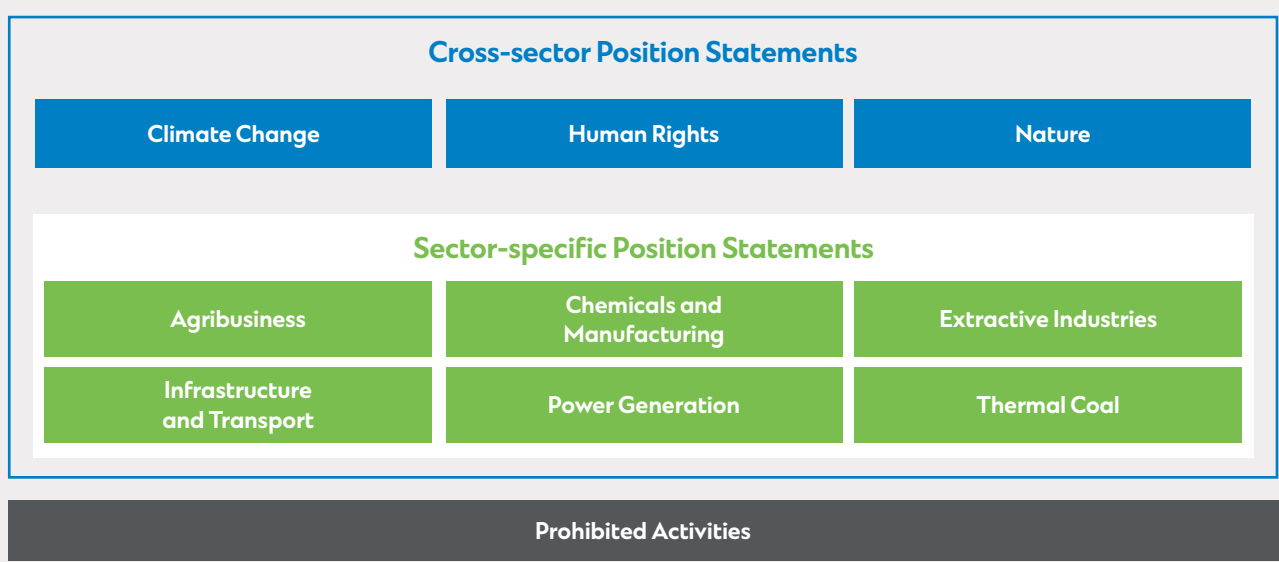 Cross-sector Position Statements
Climate Change
Human Rights
Nature
Sector-specific Position Statements
Agribusiness
Chemicals and
Manufacturing
Extractive Industries
Infrastructure
and Transport
Power Generation
Thermal Coal
Prohibited Activities